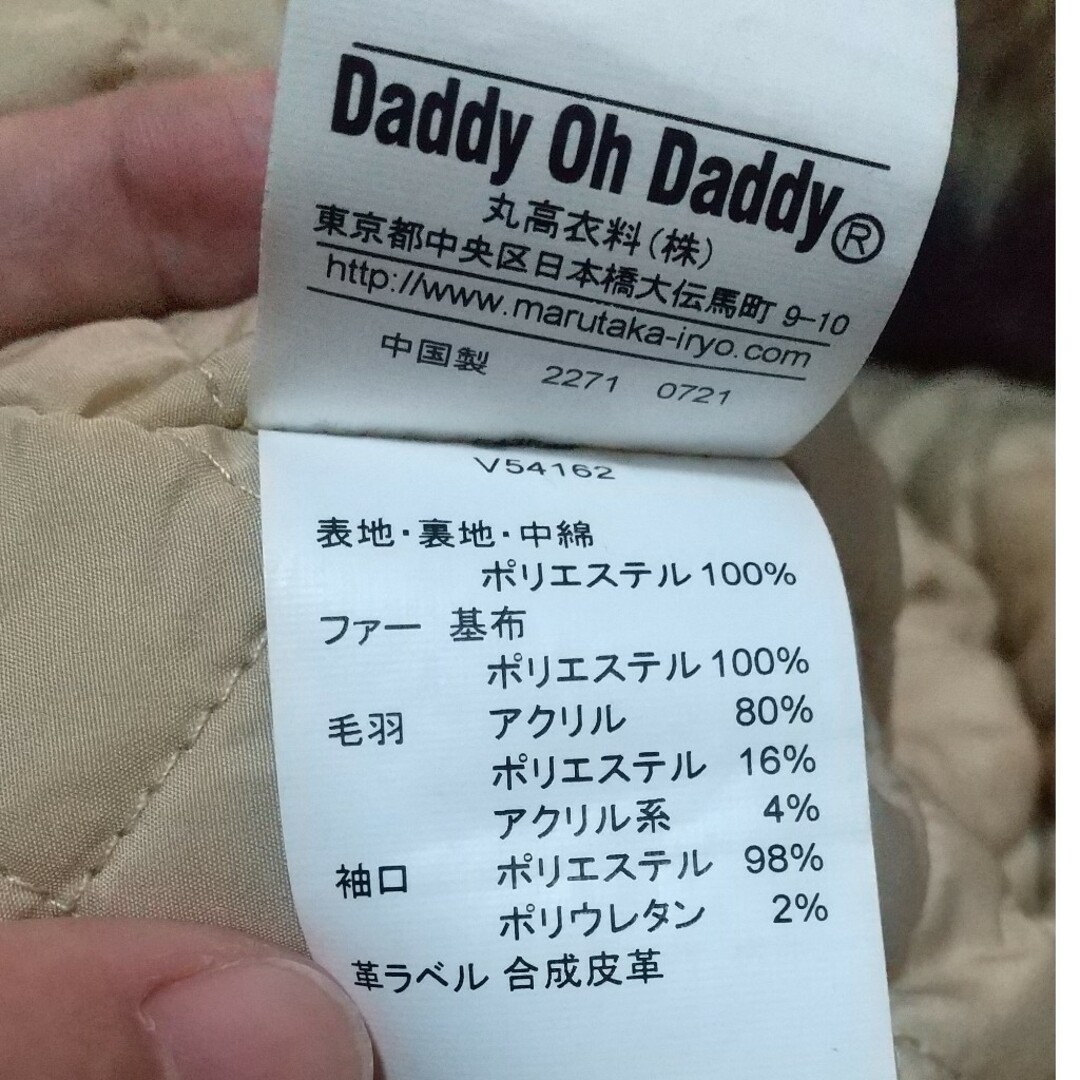 Daddy Oh Daddy®
丸高衣料(株)
東京都中央区日本橋大伝馬町 9-10
http://www.marutaka-iryo.com
中国製 2271 0721
V54162
表地・裏地・中綿
ポリエステル 100%
ファー 基布
ポリエステル 100%
毛羽 アクリル 80%
ポリエステル 16%
アクリル系 4%
袖口 ポリエステル 98%
ポリウレタン 2%
革ラベル 合成皮革